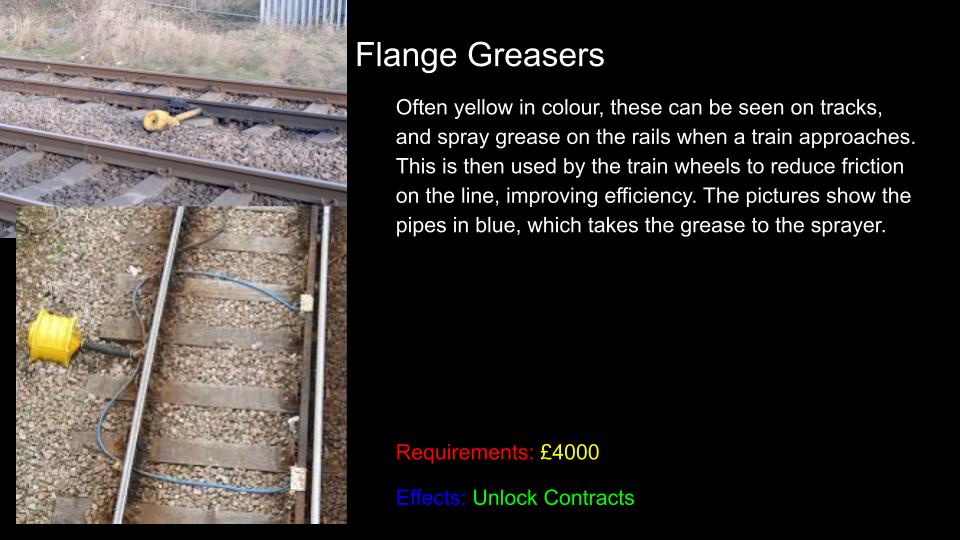 Flange Greasers
Often yellow in colour, these can be seen on tracks,
and spray grease on the rails when a train approaches.
This is then used by the train wheels to reduce friction
on the line, improving efficiency. The pictures show the
pipes in blue, which takes the grease to the sprayer.
Requirements: £4000
Effects: Unlock Contracts